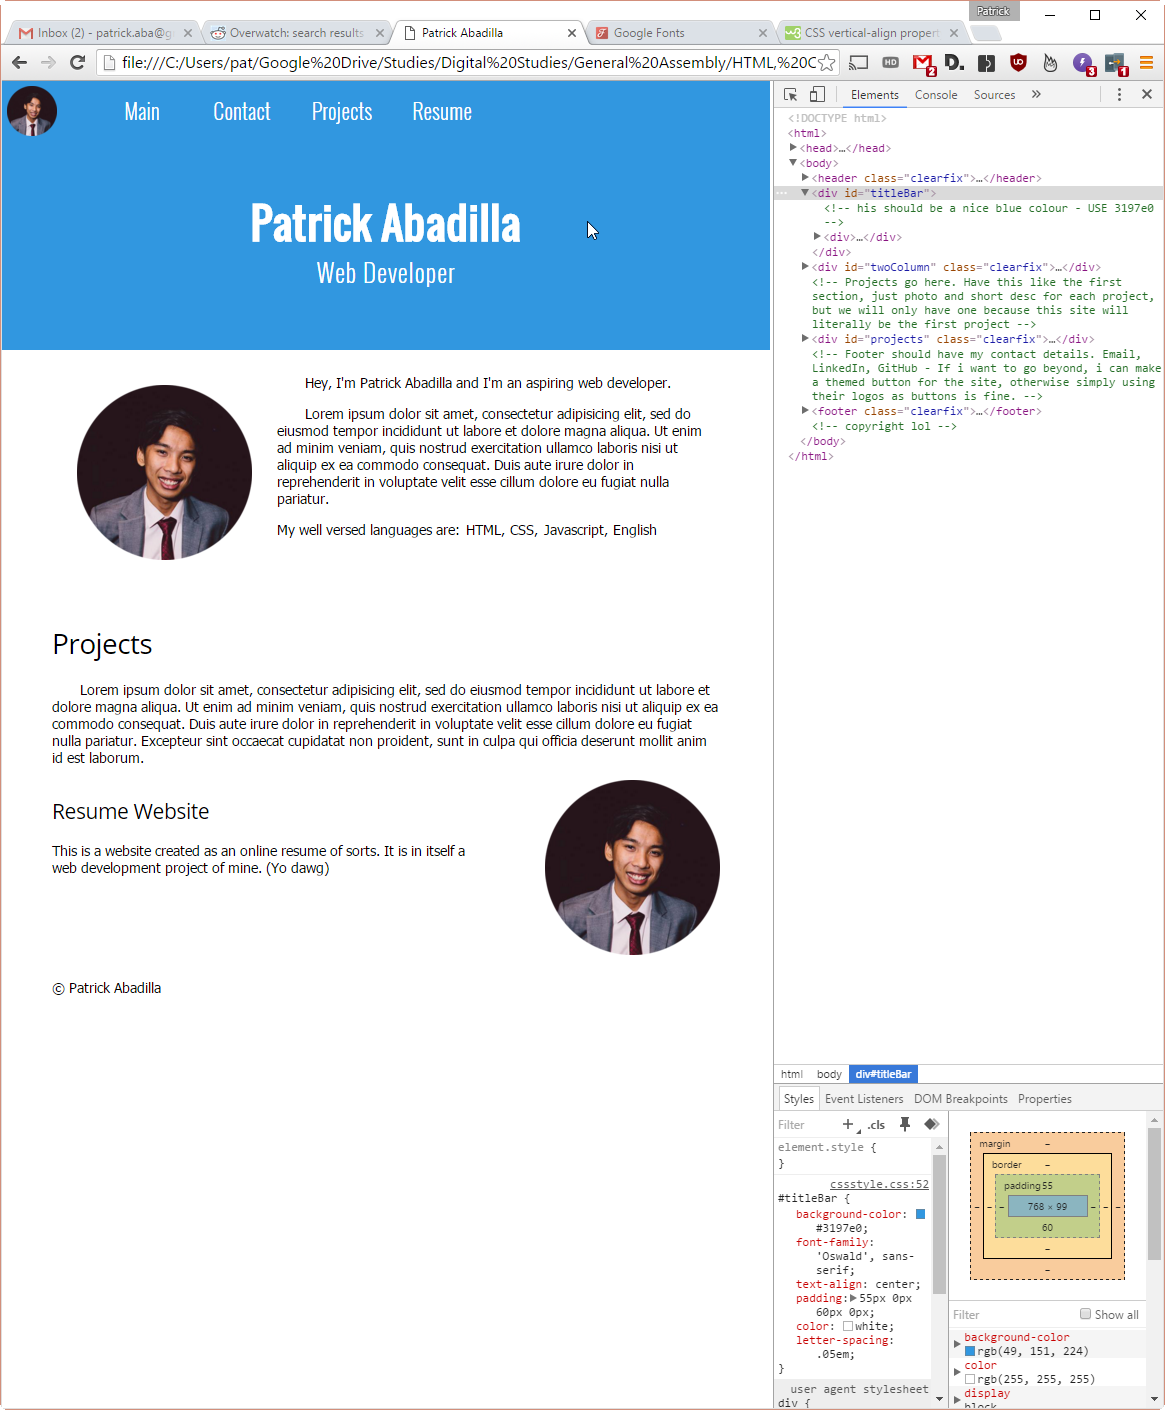 Patrick
Inbox (2) - patrick.aba@g
Overwatch: search results
Patrick Abadilla
Google Fonts
CSS vertical-align propert
file:///C:/Users/pat/Google%20Drive/Studies/Digital%20Studies/General%20Assembly/HTML,%20C
HD
2
D.
UO
3
1
Main Contact Projects Resume
Patrick Abadilla
Web Developer
Hey, I'm Patrick Abadilla and I'm an aspiring web developer.
Lorem ipsum dolor sit amet, consectetur adipisicing elit, sed do
eiusmod tempor incididunt ut labore et dolore magna aliqua. Ut enim
ad minim veniam, quis nostrud exercitation ullamco laboris nisi ut
aliquip ex ea commodo consequat. Duis aute irure dolor in
reprehenderit in voluptate velit esse cillum dolore eu fugiat nulla
pariatur.
My well versed languages are: HTML, CSS, Javascript, English
Projects
Lorem ipsum dolor sit amet, consectetur adipisicing elit, sed do eiusmod tempor incididunt ut labore et
dolore magna aliqua. Ut enim ad minim veniam, quis nostrud exercitation ullamco laboris nisi ut aliquip ex ea
commodo consequat. Duis aute irure dolor in reprehenderit in voluptate velit esse cillum dolore eu fugiat
nulla pariatur. Excepteur sint occaecat cupidatat non proident, sunt in culpa qui officia deserunt mollit anim
id est laborum.
Resume Website
This is a website created as an online resume of sorts. It is in itself a
web development project of mine. (Yo dawg)
© Patrick Abadilla
Elements Console Sources »
<!DOCTYPE html>
<html>
<head>…</head>
<body>
<header class="clearfix">…</header>
<div id="titleBar">
<!-- his should be a nice blue colour - USE 3197e0
-->
<div>…</div>
</div>
<div id="twoColumn" class="clearfix">…</div>
<!-- Projects go here. Have this like the first
section, just photo and short desc for each project,
but we will only have one because this site will
literally be the first project -->
<div id="projects" class="clearfix">…</div>
<!-- Footer should have my contact details. Email,
LinkedIn, GitHub - If i want to go beyond, i can make
a themed button for the site, otherwise simply using
their logos as buttons is fine. -->
<footer class="clearfix">…</footer>
<!-- copyright lol -->
</body>
</html>
html body div#titleBar
Styles Event Listeners DOM Breakpoints Properties
Filter + .cls
element.style {
}
cssstyle.css:52
#titleBar {
background-color:
#3197e0;
font-family:
'Oswald', sans-
serif;
text-align: center;
padding: 55px 0px
60px 0px;
color: white;
letter-spacing:
.05em;
}
user agent stylesheet
div {
margin –
border –
padding 55
– – – 768 × 99 – – –
60
–
–
Filter Show all
background-color
rgb(49, 151, 224)
color
rgb(255, 255, 255)
display
block